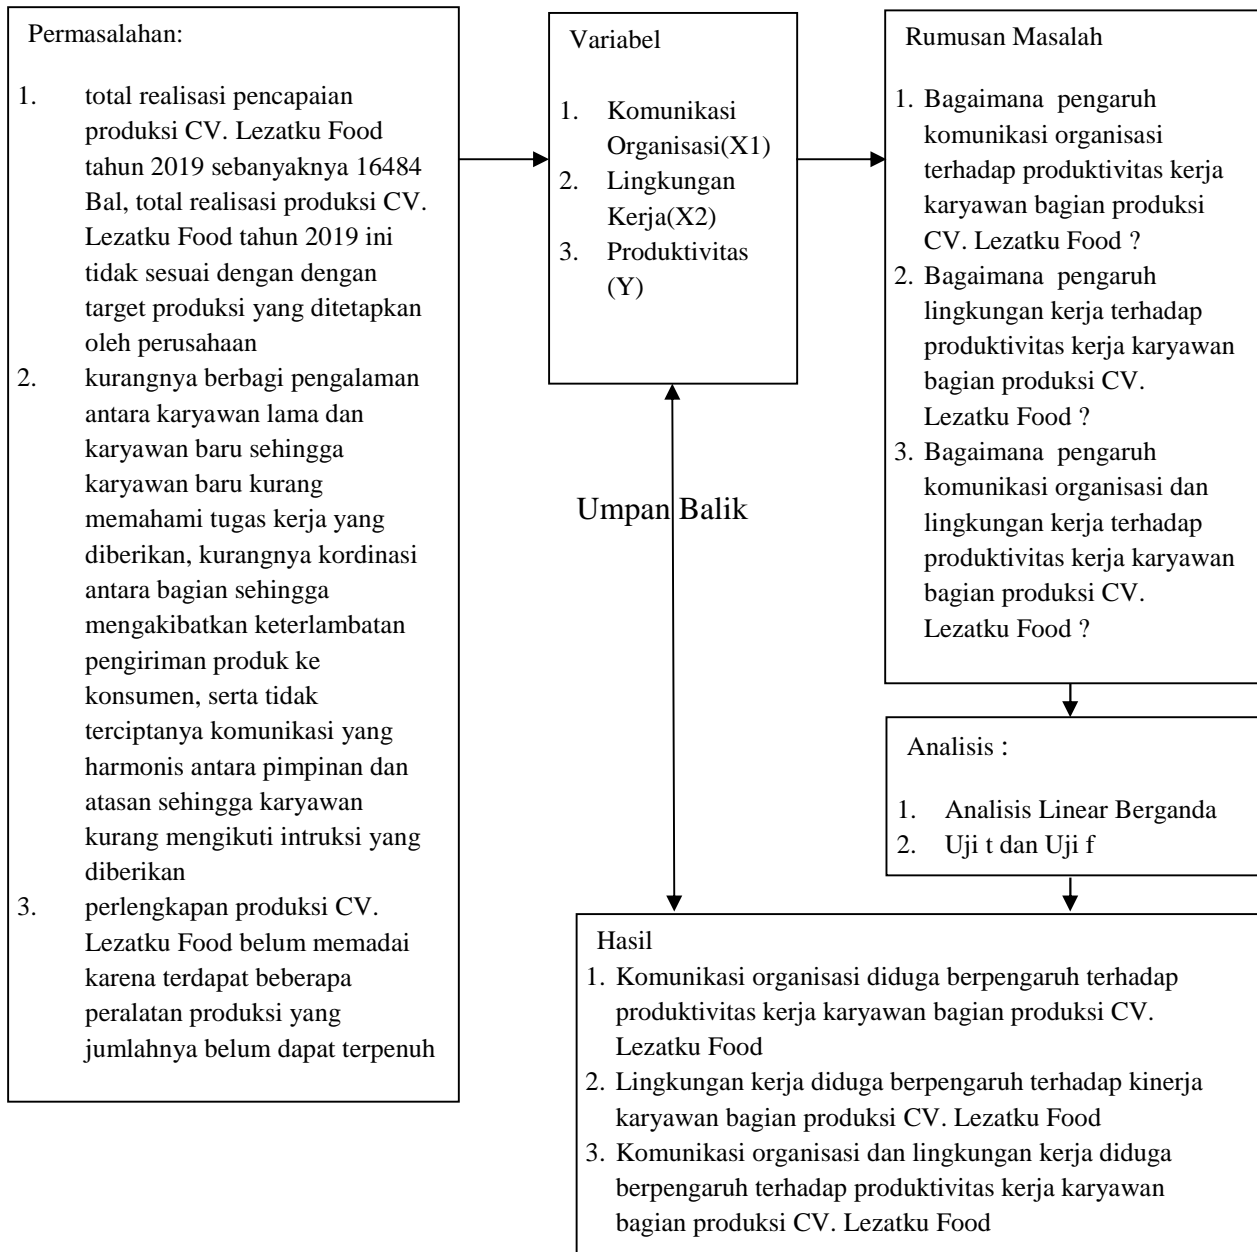 Permasalahan:
1. total realisasi pencapaian
produksi CV. Lezatku Food
tahun 2019 sebanyaknya 16484
Bal, total realisasi produksi CV.
Lezatku Food tahun 2019 ini
tidak sesuai dengan dengan
target produksi yang ditetapkan
oleh perusahaan
2. kurangnya berbagi pengalaman
antara karyawan lama dan
karyawan baru sehingga
karyawan baru kurang
memahami tugas kerja yang
diberikan, kurangnya kordinasi
antara bagian sehingga
mengakibatkan keterlambatan
pengiriman produk ke
konsumen, serta tidak
terciptanya komunikasi yang
harmonis antara pimpinan dan
atasan sehingga karyawan
kurang mengikuti intruksi yang
diberikan
3. perlengkapan produksi CV.
Lezatku Food belum memadai
karena terdapat beberapa
peralatan produksi yang
jumlahnya belum dapat terpenuh
Variabel
1. Komunikasi
Organisasi(X1)
2. Lingkungan
Kerja(X2)
3. Produktivitas
(Y)
Umpan Balik
Rumusan Masalah
1. Bagaimana pengaruh
komunikasi organisasi
terhadap produktivitas kerja
karyawan bagian produksi
CV. Lezatku Food ?
2. Bagaimana pengaruh
lingkungan kerja terhadap
produktivitas kerja karyawan
bagian produksi CV.
Lezatku Food ?
3. Bagaimana pengaruh
komunikasi organisasi dan
lingkungan kerja terhadap
produktivitas kerja karyawan
bagian produksi CV.
Lezatku Food ?
Analisis :
1. Analisis Linear Berganda
2. Uji t dan Uji f
Hasil
1. Komunikasi organisasi diduga berpengaruh terhadap
produktivitas kerja karyawan bagian produksi CV.
Lezatku Food
2. Lingkungan kerja diduga berpengaruh terhadap kinerja
karyawan bagian produksi CV. Lezatku Food
3. Komunikasi organisasi dan lingkungan kerja diduga
berpengaruh terhadap produktivitas kerja karyawan
bagian produksi CV. Lezatku Food